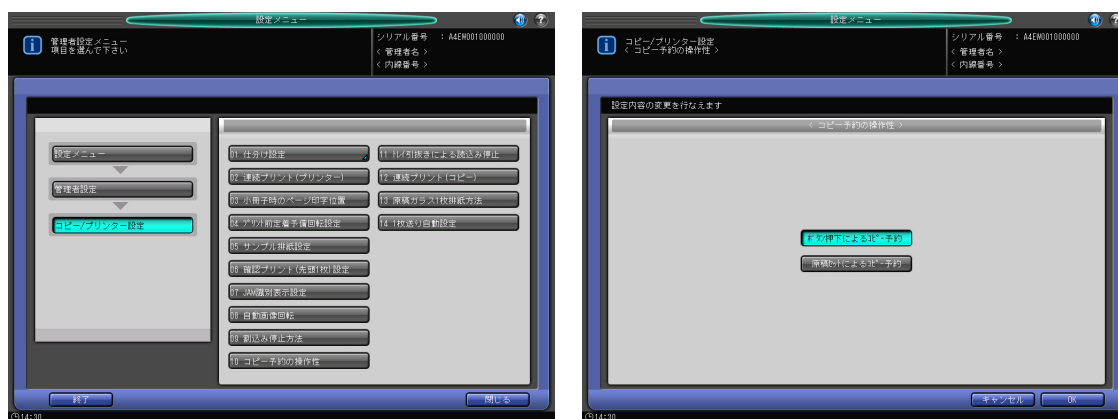 設定メニュー
管理者設定メニュー
項目を選んで下さい
シリアル番号 : A4EW001000000
< 管理者名 >
< 内線番号 >
設定メニュー
管理者設定
コピー/プリンター設定
01 仕分け設定
02 連続プリント(プリンター)
03 小冊子時のページ印字位置
04 プリント前定着予備回転設定
05 サンプル排紙設定
06 確認プリント(先頭1枚)設定
07 JAM識別表示設定
08 自動画像回転
09 割込み停止方法
10 コピー予約の操作性
11 トレイ引抜きによる読込み停止
12 連続プリント(コピー)
13 原稿ガラス1枚排紙方法
14 1枚送り自動設定
終了
閉じる
14:30
設定メニュー
コピー/プリンター設定
< コピー予約の操作性 >
シリアル番号 : A4EW001000000
< 管理者名 >
< 内線番号 >
設定内容の変更を行なえます
< コピー予約の操作性 >
ボタン押下によるコピー予約
原稿セットによるコピー予約
キャンセル
OK
14:30